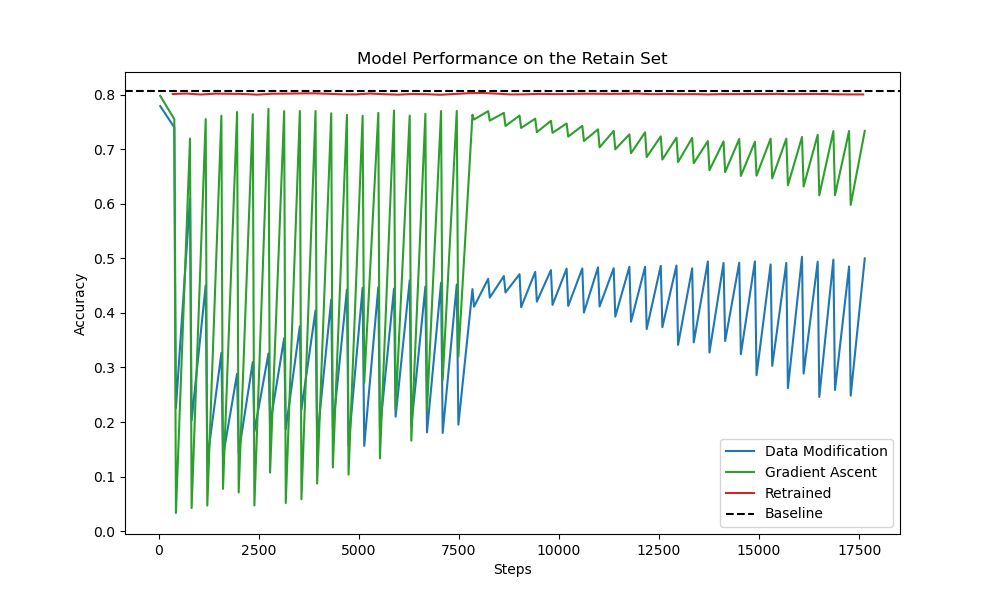 Model Performance on the Retain Set
Accuracy
0.8
0.7
0.6
0.5
0.4
0.3
0.2
0.1
0.0
0 2500 5000 7500 10000 12500 15000 17500
Steps
Data Modification
Gradient Ascent
Retrained
Baseline